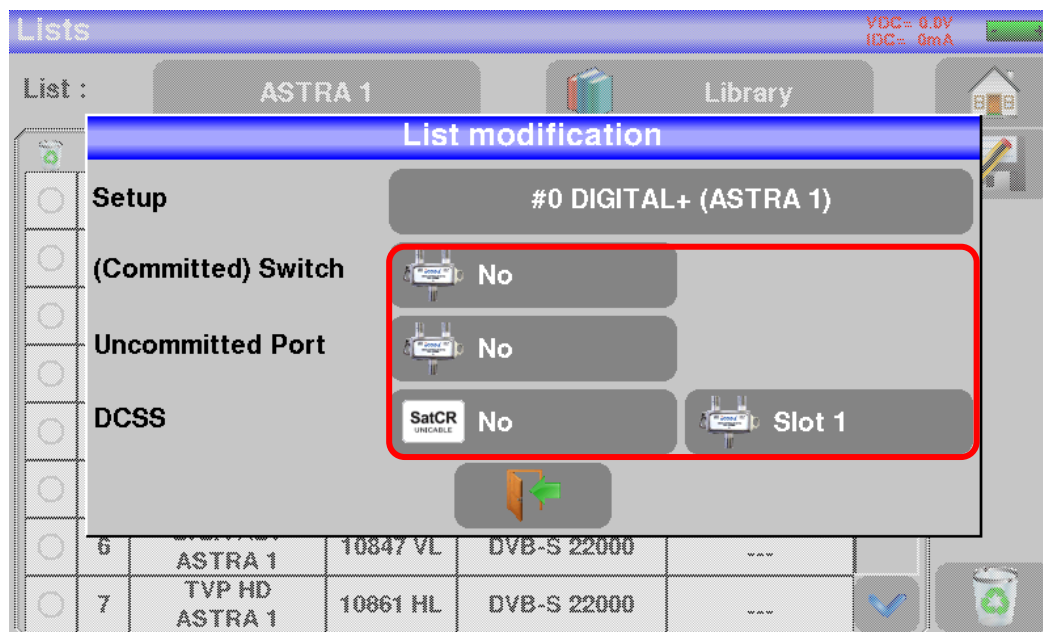 Lists
VDC= 0.0V
IDC= 0mA
- +
List :
ASTRA 1
Library
List modification
Setup
#0 DIGITAL+ (ASTRA 1)
(Committed) Switch
No
Uncommitted Port
No
DCSS
SatCR
UNICABLE
No
Slot 1
6
ASTRA 1
10847 VL
DVB-S 22000
---
7
TVP HD
ASTRA 1
10861 HL
DVB-S 22000
---